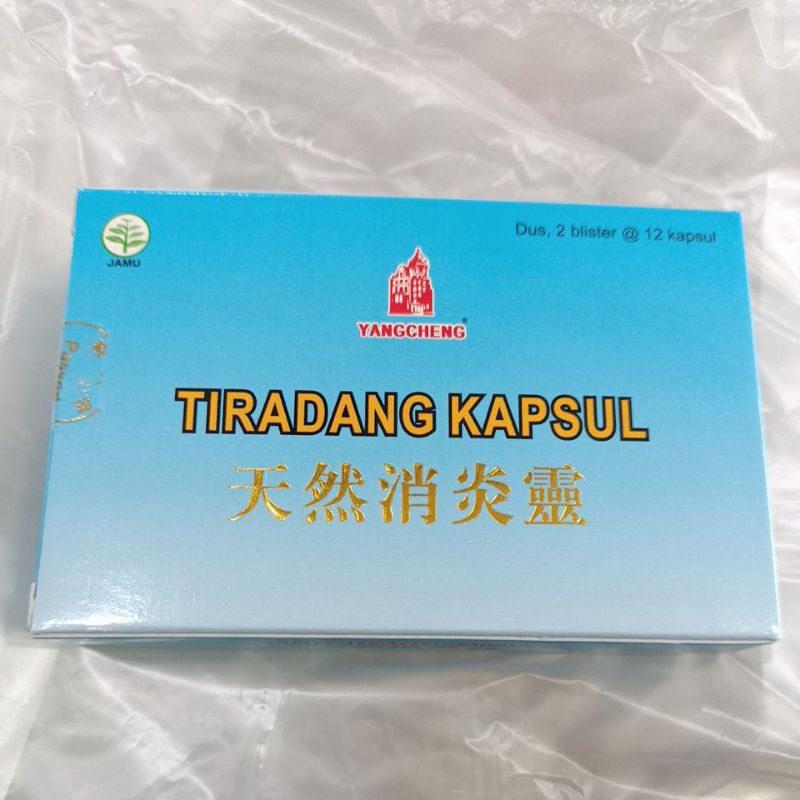 Dus, 2 blister @ 12 kapsul
JAMU
YANGCHENG®
TIRADANG KAPSUL
天然消炎靈